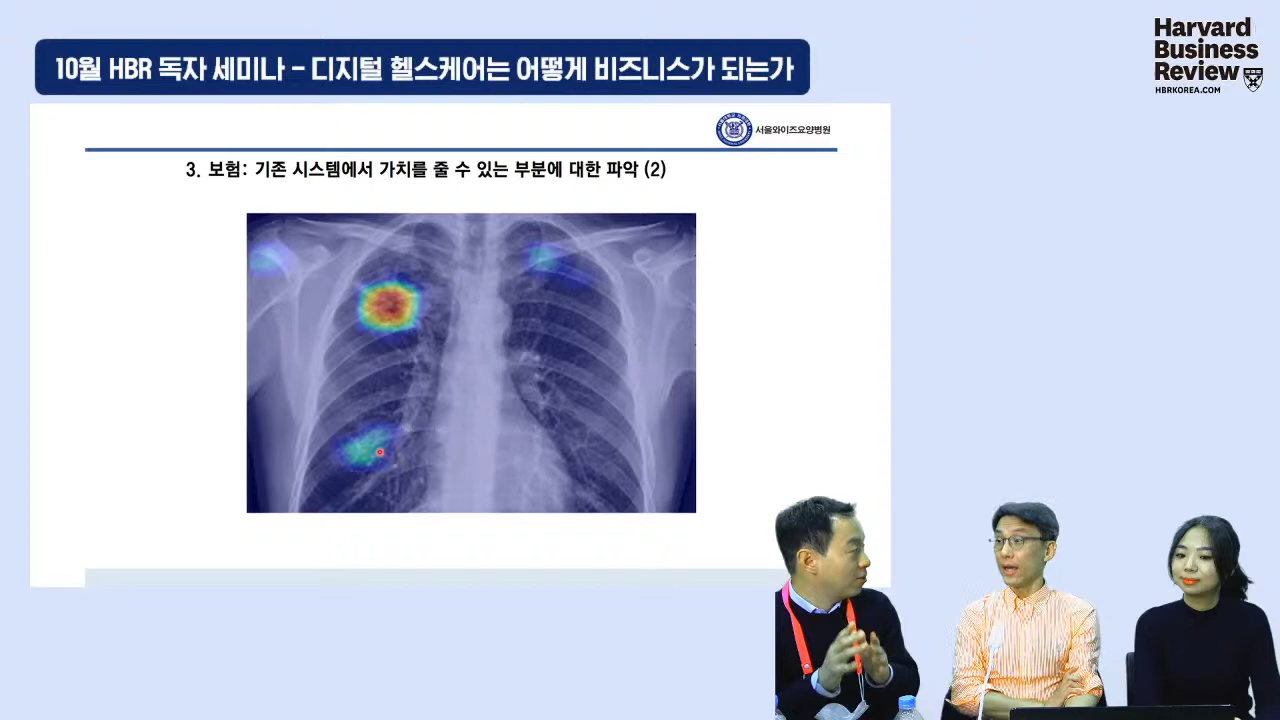 Harvard
Business
Review
HBRKOREA.COM
10월 HBR 독자 세미나 - 디지털 헬스케어는 어떻게 비즈니스가 되는가
서울와이즈요양병원
3. 보험: 기존 시스템에서 가치를 줄 수 있는 부분에 대한 파악 (2)